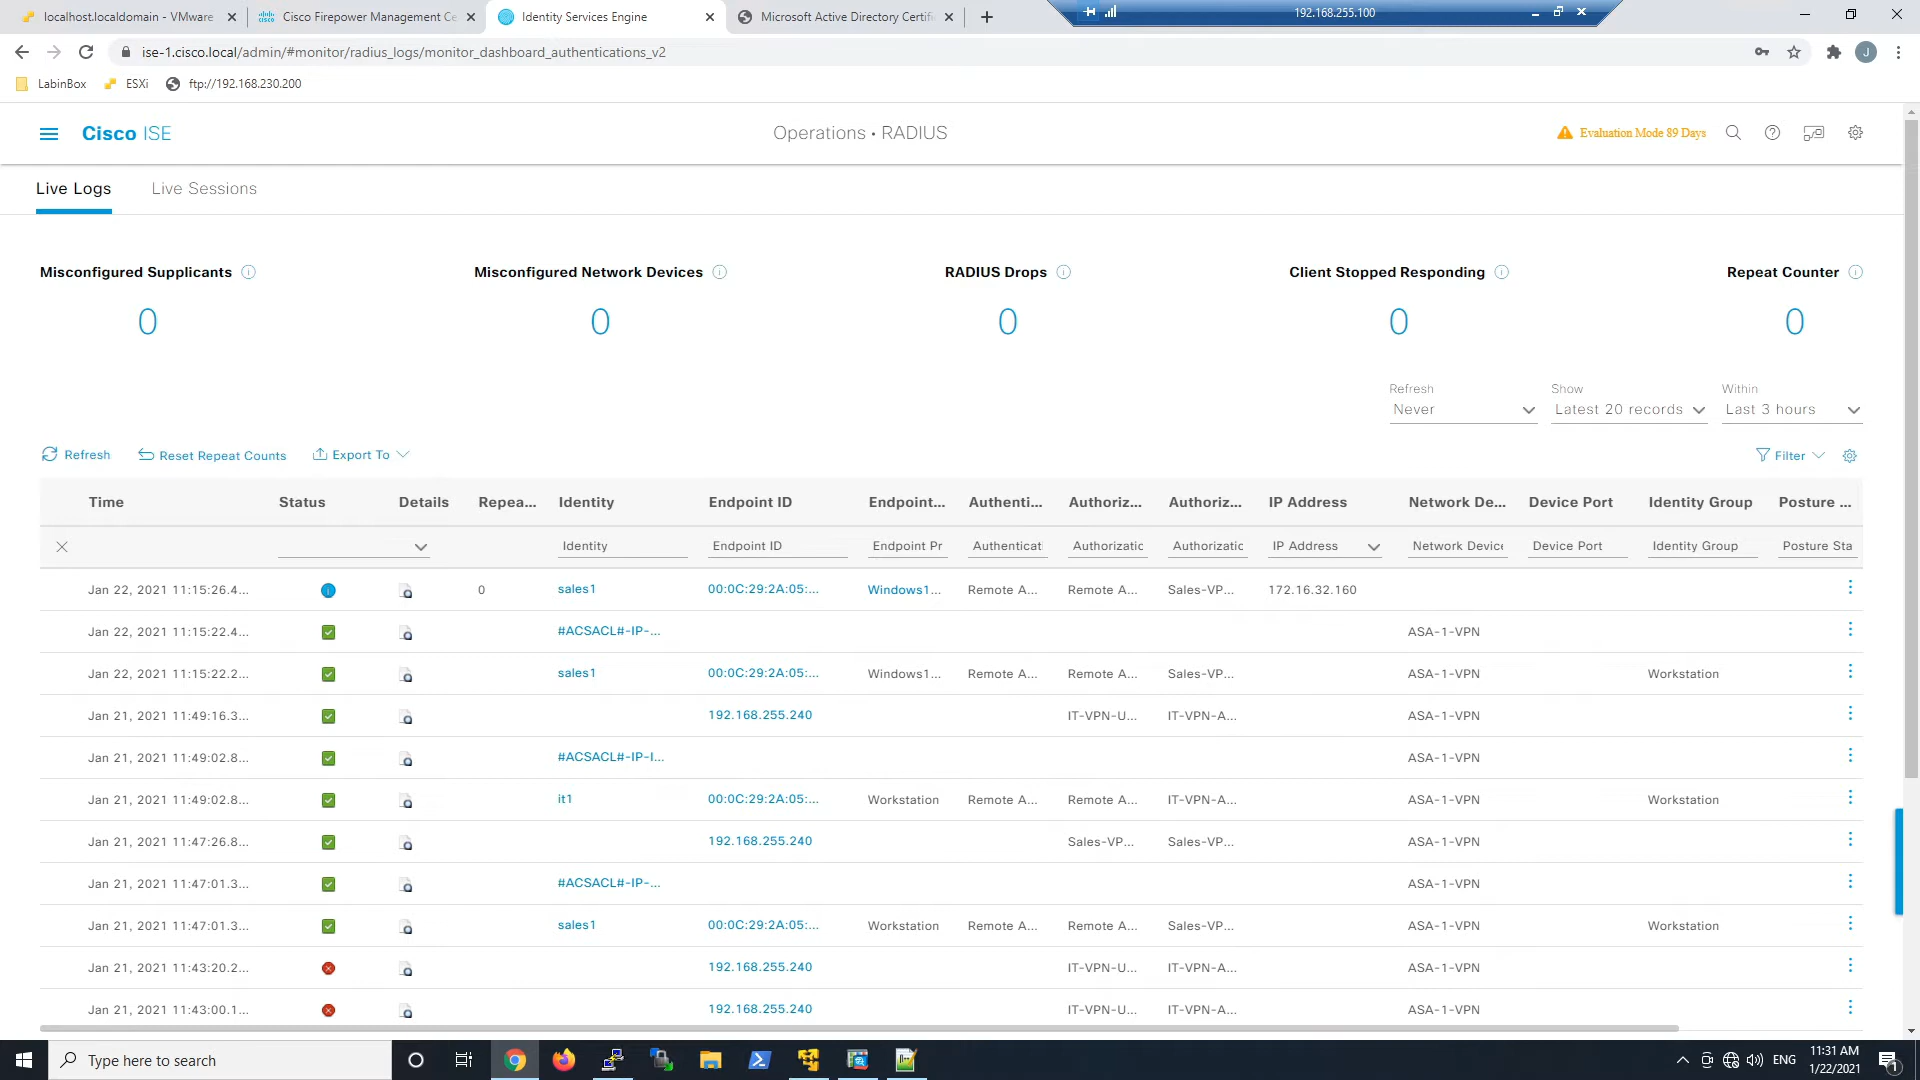 localhost.localdomain - VMware
Cisco Firepower Management Ce
Identity Services Engine
Microsoft Active Directory Certifi
192.168.255.100
ise-1.cisco.local/admin/#monitor/radius_logs/monitor_dashboard_authentications_v2
J
LabinBox
ESXi
ftp://192.168.230.200
Cisco ISE
Operations • RADIUS
Evaluation Mode 89 Days
Live Logs
Live Sessions
Misconfigured Supplicants
Misconfigured Network Devices
RADIUS Drops
Client Stopped Responding
Repeat Counter
0 0 0 0 0
Refresh Show Within
Never Latest 20 records Last 3 hours
Refresh Reset Repeat Counts Export To Filter
Time Status Details Repea... Identity Endpoint ID Endpoint... Authenti... Authoriz... Authoriz... IP Address Network De... Device Port Identity Group Posture ...
Identity Endpoint ID Endpoint Pr Authenticat Authorizatic Authorizatic IP Address Network Device Device Port Identity Group Posture Sta
Jan 22, 2021 11:15:26.4... 0 sales1 00:0C:29:2A:05:... Windows1... Remote A... Remote A... Sales-VP... 172.16.32.160
Jan 22, 2021 11:15:22.4... #ACSACL#-IP-... ASA-1-VPN
Jan 22, 2021 11:15:22.2... sales1 00:0C:29:2A:05:... Windows1... Remote A... Remote A... Sales-VP... ASA-1-VPN Workstation
Jan 21, 2021 11:49:16.3... 192.168.255.240 IT-VPN-U... IT-VPN-A... ASA-1-VPN
Jan 21, 2021 11:49:02.8... #ACSACL#-IP-I... ASA-1-VPN
Jan 21, 2021 11:49:02.8... it1 00:0C:29:2A:05:... Workstation Remote A... Remote A... IT-VPN-A... ASA-1-VPN Workstation
Jan 21, 2021 11:47:26.8... 192.168.255.240 Sales-VP... Sales-VP... ASA-1-VPN
Jan 21, 2021 11:47:01.3... #ACSACL#-IP-... ASA-1-VPN
Jan 21, 2021 11:47:01.3... sales1 00:0C:29:2A:05:... Workstation Remote A... Remote A... Sales-VP... ASA-1-VPN Workstation
Jan 21, 2021 11:43:20.2... 192.168.255.240 IT-VPN-U... IT-VPN-A... ASA-1-VPN
Jan 21, 2021 11:43:00.1... 192.168.255.240 IT-VPN-U... IT-VPN-A... ASA-1-VPN
Type here to search
ENG
11:31 AM
1/22/2021
1